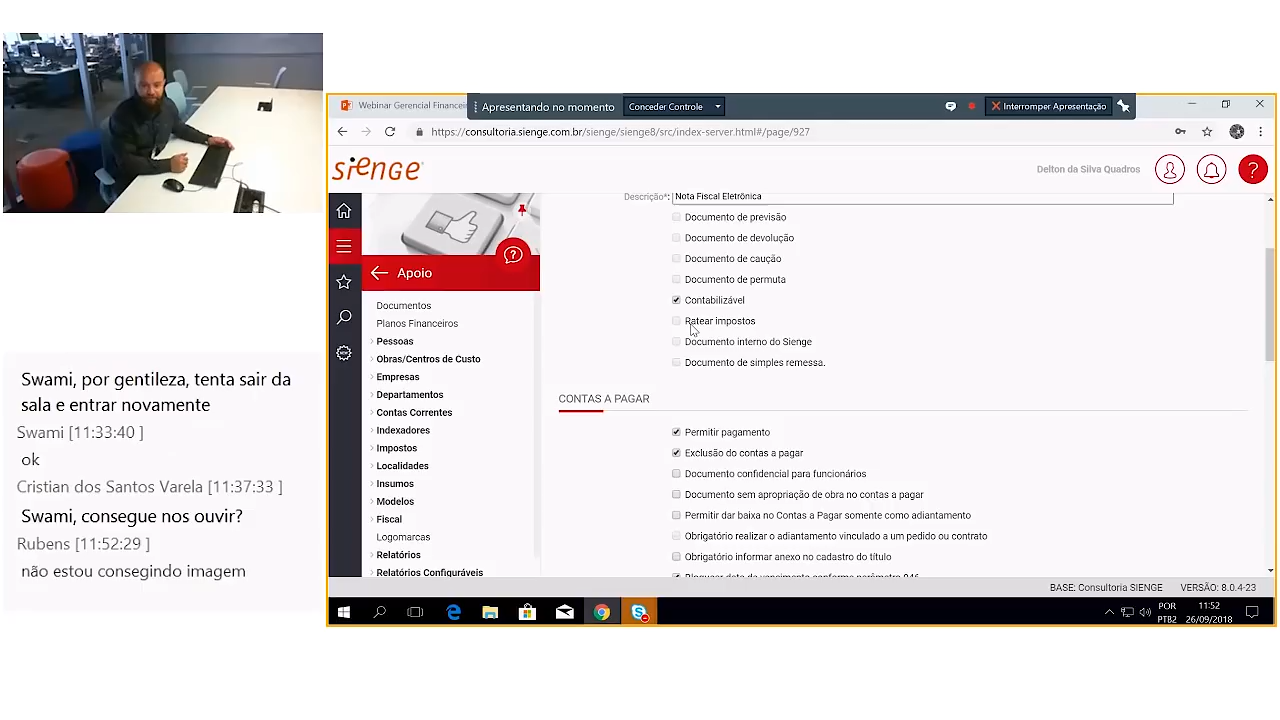 Swami, por gentileza, tenta sair da
sala e entrar novamente
Swami [11:33:40 ]
ok
Cristian dos Santos Varela [11:37:33 ]
Swami, consegue nos ouvir?
Rubens [11:52:29 ]
não estou consegindo imagem
Webinar Gerencial Financei
Apresentando no momento
Conceder Controle
Interromper Apresentação
https://consultoria.sienge.com.br/sienge/sienge8/src/index-server.html#/page/927
sienge
Delton da Silva Quadros
?
Apoio
Documentos
Planos Financeiros
Pessoas
Obras/Centros de Custo
Empresas
Departamentos
Contas Correntes
Indexadores
Impostos
Localidades
Insumos
Modelos
Fiscal
Logomarcas
Relatórios
Relatórios Configuráveis
Descrição*: Nota Fiscal Eletrônica
Documento de previsão
Documento de devolução
Documento de caução
Documento de permuta
Contabilizável
Ratear impostos
Documento interno do Sienge
Documento de simples remessa.
CONTAS A PAGAR
Permitir pagamento
Exclusão do contas a pagar
Documento confidencial para funcionários
Documento sem apropriação de obra no contas a pagar
Permitir dar baixa no Contas a Pagar somente como adiantamento
Obrigatório realizar o adiantamento vinculado a um pedido ou contrato
Obrigatório informar anexo no cadastro do título
Bloquear data de vencimento conforme parâmetro 946
BASE: Consultoria SIENGE
VERSÃO: 8.0.4-23
POR
PTB2
11:52
26/09/2018